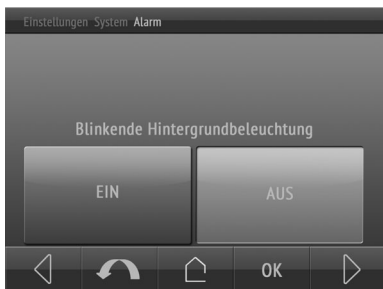 Einstellungen System Alarm
Blinkende Hintergrundbeleuchtung
EIN AUS
OK